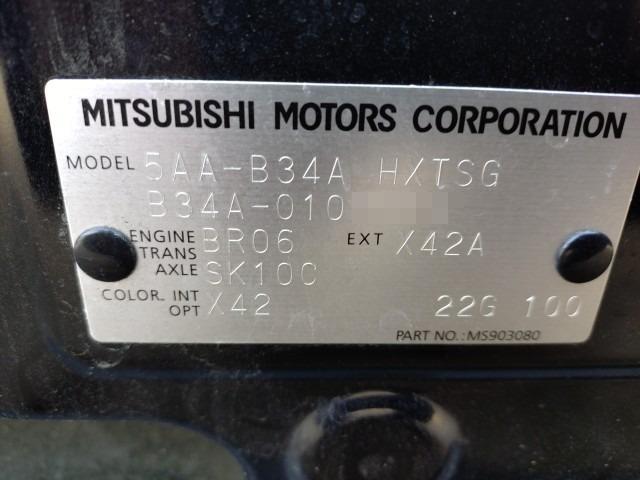 MITSUBISHI MOTORS CORPORATION
MODEL 5AA-B34A HXTSG
B34A-010
ENGINE BR06 EXT X42A
TRANS
AXLE SK10C
COLOR. INT X42
OPT 22G 100
PART NO.: MS903080